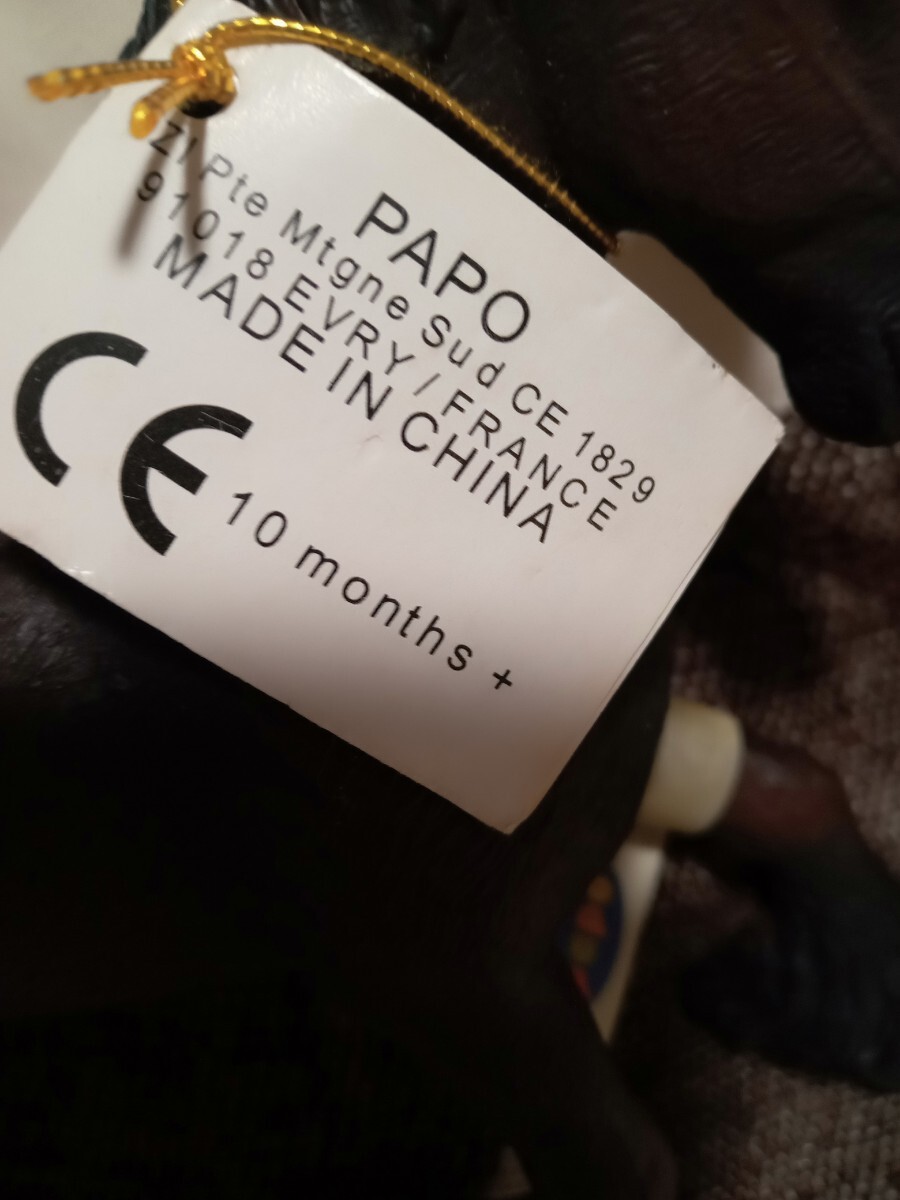 PAPO
ZI Pte Mtgne Sud CE 1829
91018 EVRY / FRANCE
MADE IN CHINA
CE
10 months +